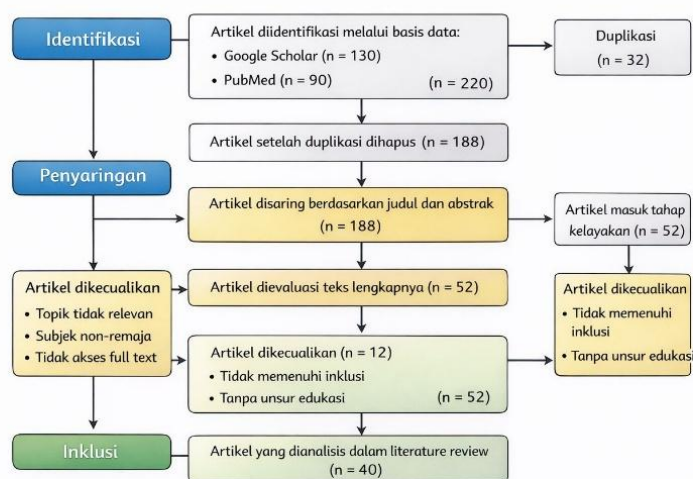 Identifikasi
Artikel diidentifikasi melalui basis data:
• Google Scholar (n = 130)
• PubMed (n = 90) (n = 220)
Duplikasi
(n = 32)
Artikel setelah duplikasi dihapus (n = 188)
Penyaringan
Artikel disaring berdasarkan judul dan abstrak
(n = 188)
Artikel masuk tahap
kelayakan (n = 52)
Artikel dikecualikan
• Topik tidak relevan
• Subjek non-remaja
• Tidak akses full text
Artikel dievaluasi teks lengkapnya (n = 52)
Artikel dikecualikan
• Tidak memenuhi
inklusi
• Tanpa unsur edukasi
Artikel dikecualikan (n = 12)
• Tidak memenuhi inklusi
• Tanpa unsur edukasi (n = 52)
Inklusi
Artikel yang dianalisis dalam literature review
(n = 40)